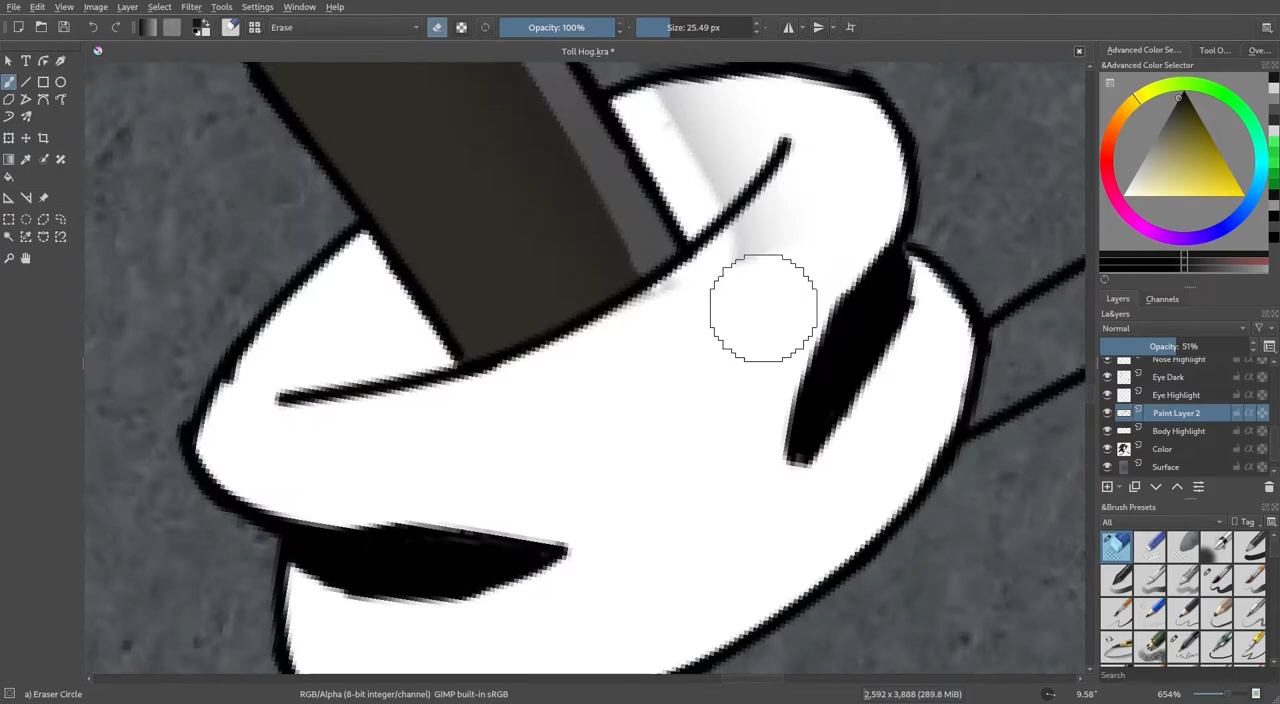 File Edit View Image Layer Select Filter Tools Settings Window Help
Erase Opacity: 100% Size: 25.49 px
Toll Hog.kra *
Advanced Color Se... Tool O... Ove...
&Advanced Color Selector
Layers Channels
La&yers
Normal
Opacity: 51%
Nose Highlight
Eye Dark
Eye Highlight
Paint Layer 2
Body Highlight
Color
Surface
&Brush Presets
All Tag
Search
a) Eraser Circle RGB/Alpha (8-bit integer/channel) GIMP built-in sRGB 2,592 x 3,888 (289.8 MiB) 9.58° 654%